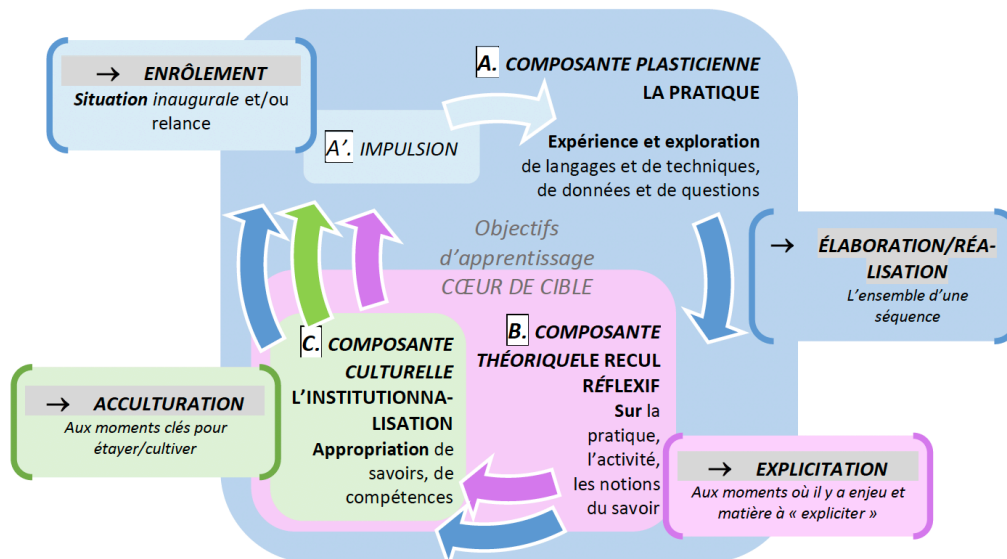 → ENRÔLEMENT
Situation inaugurale et/ou
relance
A. COMPOSANTE PLASTICIENNE
LA PRATIQUE
Expérience et exploration
de langages et de techniques,
de données et de questions
A’. IMPULSION
Objectifs
d’apprentissage
CŒUR DE CIBLE
→ ÉLABORATION/RÉA-
LISATION
L’ensemble d’une
séquence
C. COMPOSANTE
CULTURELLE
L’INSTITUTIONNA-
LISATION
Appropriation de
savoirs, de
compétences
B. COMPOSANTE
THÉORIQUELE RECUL
RÉFLEXIF
Sur la
pratique,
l’activité,
les notions
du savoir
→ ACCULTURATION
Aux moments clés pour
étayer/cultiver
→ EXPLICITATION
Aux moments où il y a enjeu et
matière à « expliciter »